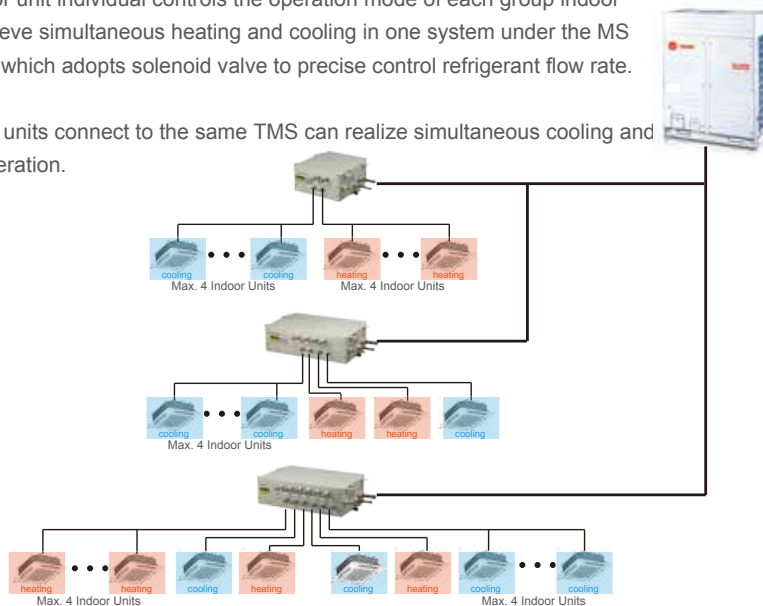 or unit individual controls the operation mode of each group indoor
eve simultaneous heating and cooling in one system under the MS
which adopts solenoid valve to precise control refrigerant flow rate.
units connect to the same TMS can realize simultaneous cooling and
eration.
cooling cooling heating heating
Max. 4 Indoor Units Max. 4 Indoor Units
cooling cooling heating heating cooling
Max. 4 Indoor Units
heating heating cooling heating cooling heating cooling cooling
Max. 4 Indoor Units Max. 4 Indoor Units